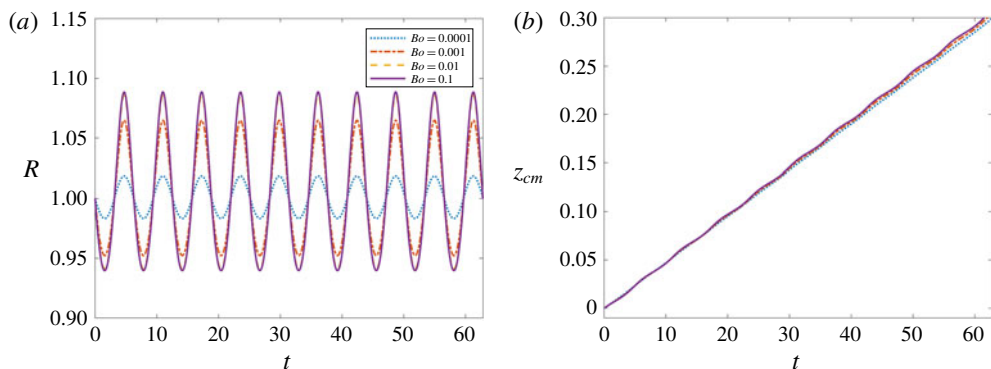 (a)
1.15
1.10
1.05
R
1.00
0.95
0.90
0 10 20 30 40 50 60
t
Bo = 0.0001
Bo = 0.001
Bo = 0.01
Bo = 0.1
(b)
0.30
0.25
0.20
z_cm
0.15
0.10
0.05
0
0 10 20 30 40 50 60
t